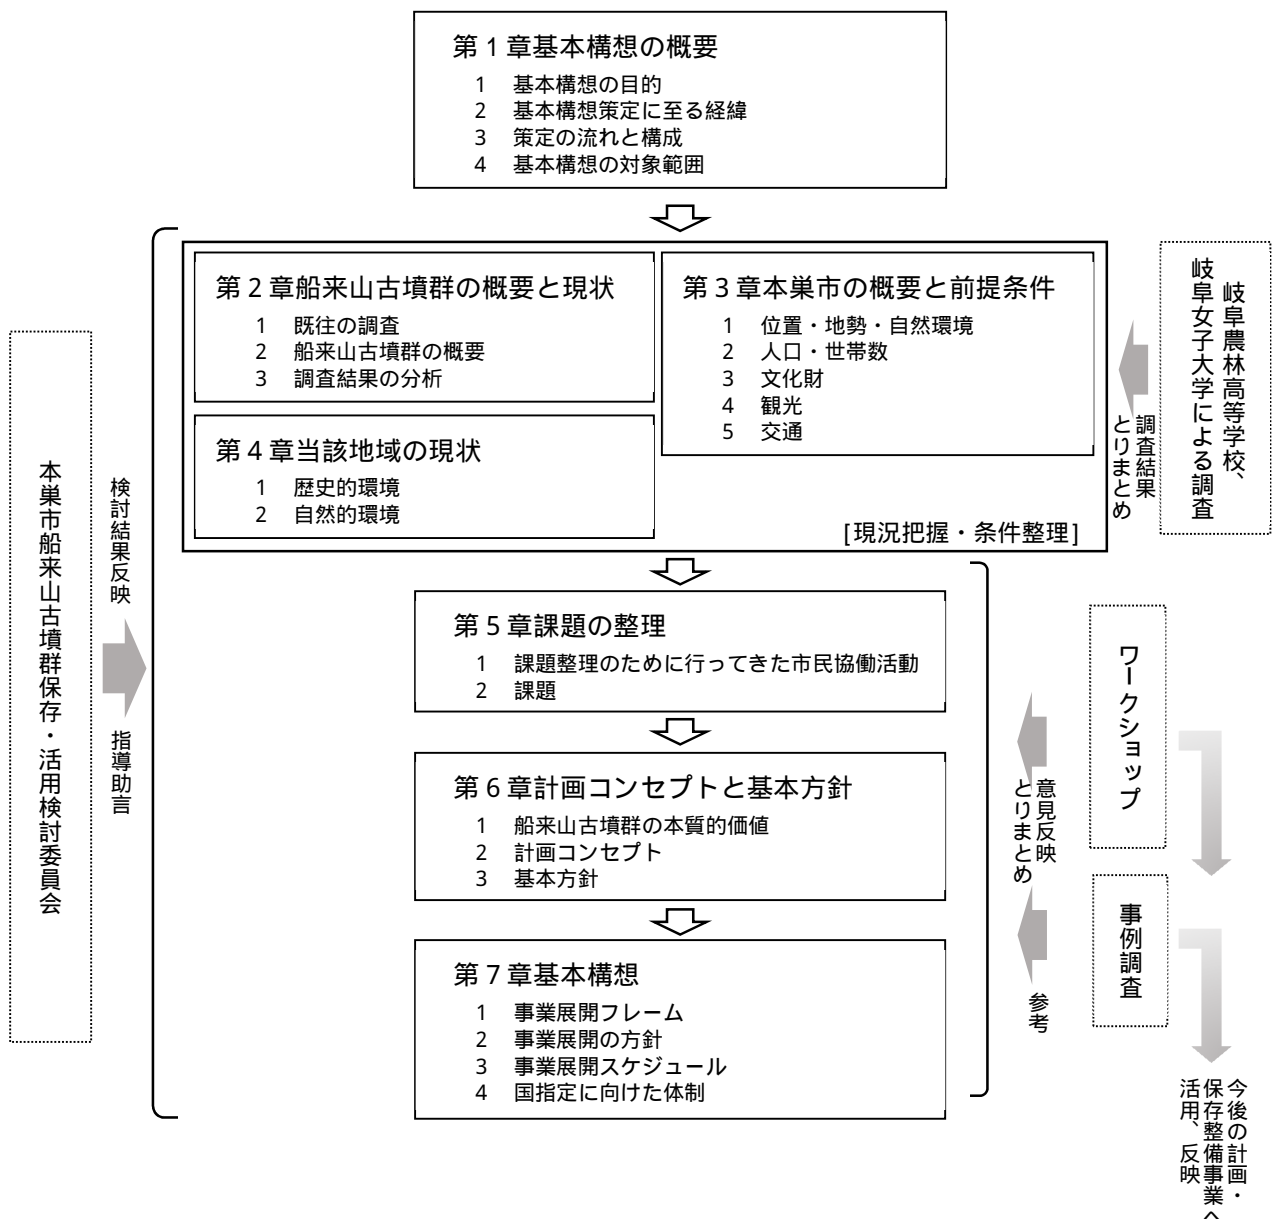 第１章基本構想の概要
1 基本構想の目的
2 基本構想策定に至る経緯
3 策定の流れと構成
4 基本構想の対象範囲
第２章船来山古墳群の概要と現状
1 既往の調査
2 船来山古墳群の概要
3 調査結果の分析
第３章本巣市の概要と前提条件
1 位置・地勢・自然環境
2 人口・世帯数
3 文化財
4 観光
5 交通
第４章当該地域の現状
1 歴史的環境
2 自然的環境
[現況把握・条件整理]
岐阜農林高等学校、
岐阜女子大学による調査
調査結果
とりまとめ
本巣市船来山古墳群保存・活用検討委員会
検討結果反映
指導助言
第５章課題の整理
1 課題整理のために行ってきた市民協働活動
2 課題
第６章計画コンセプトと基本方針
1 船来山古墳群の本質的価値
2 計画コンセプト
3 基本方針
第７章基本構想
1 事業展開フレーム
2 事業展開の方針
3 事業展開スケジュール
4 国指定に向けた体制
ワークショップ
意見反映
とりまとめ
事例調査
参考
今後の計画・
保存整備事業へ
活用、反映